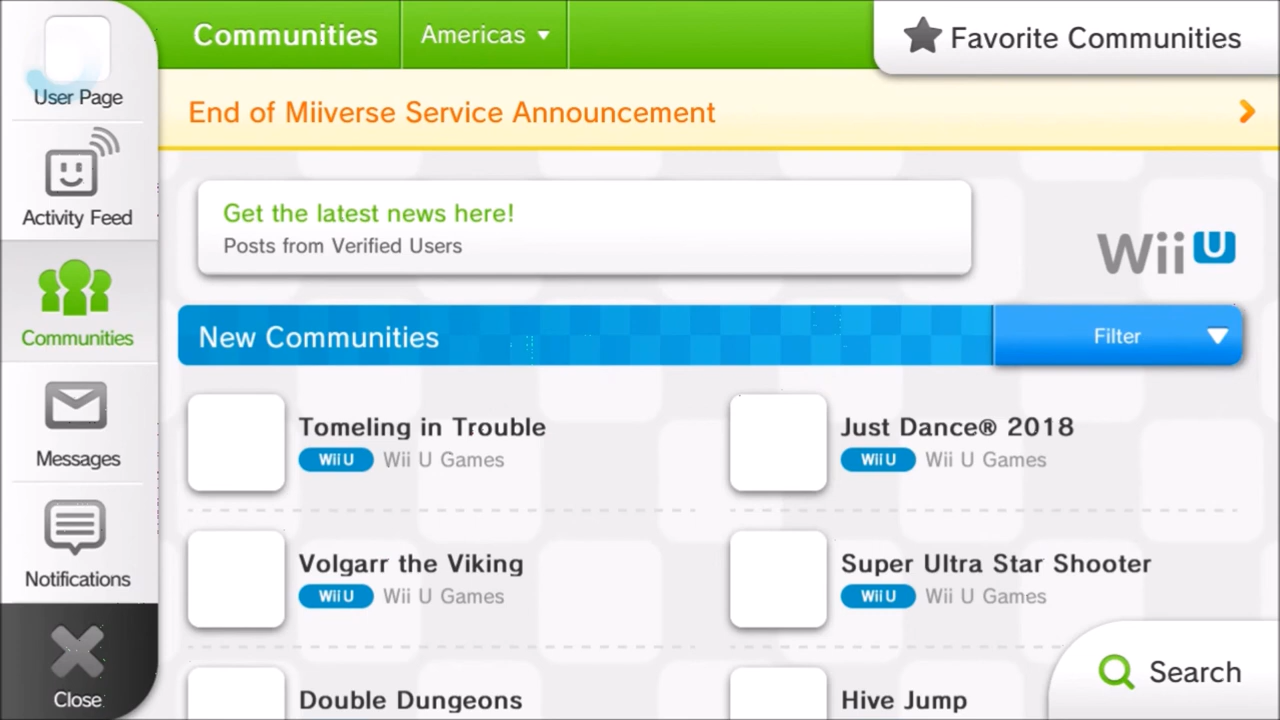 Communities
Americas
Favorite Communities
User Page
End of Miiverse Service Announcement
Activity Feed
Get the latest news here!
Posts from Verified Users
Wii U
Communities
New Communities
Filter
Messages
Tomeling in Trouble
Wii U Wii U Games
Just Dance® 2018
Wii U Wii U Games
Notifications
Volgarr the Viking
Wii U Wii U Games
Super Ultra Star Shooter
Wii U Wii U Games
Close
Double Dungeons
Hive Jump
Search